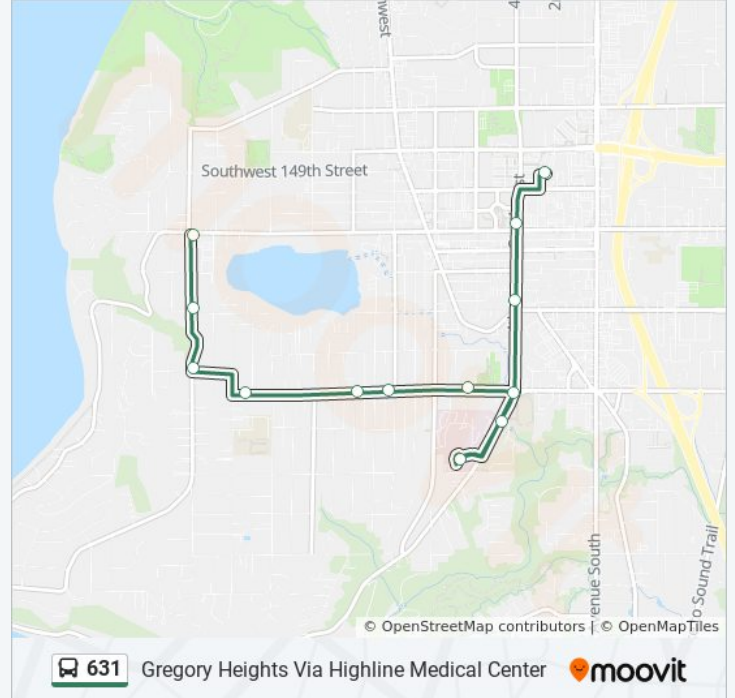 Southwest 149th Street
© OpenStreetMap contributors | © OpenMapTiles
631 Gregory Heights Via Highline Medical Center
moovit